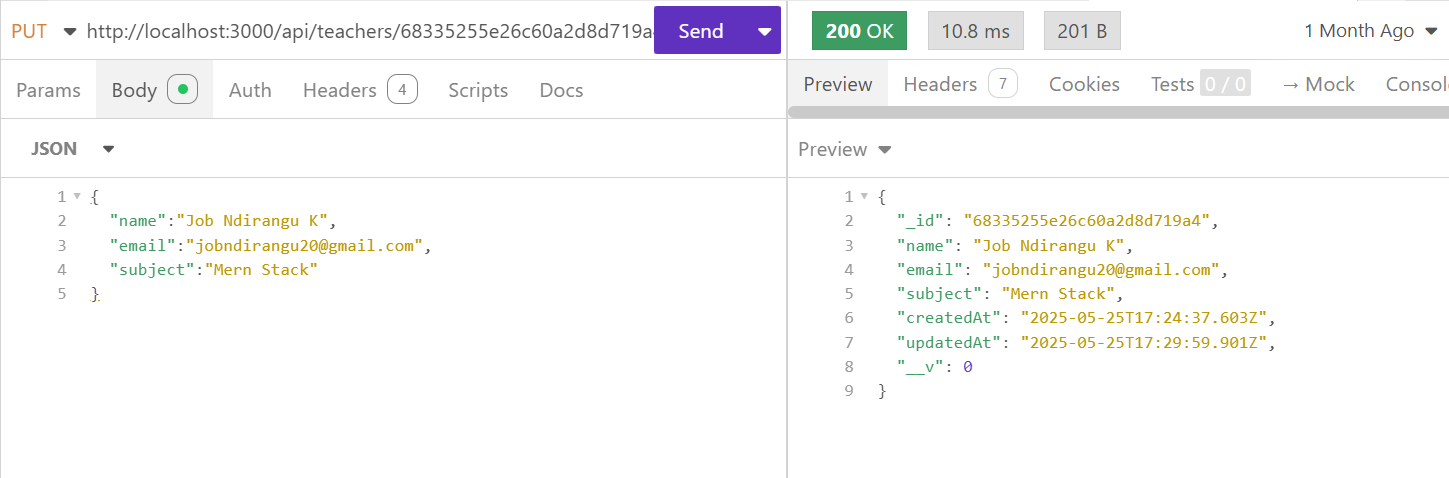 PUT http://localhost:3000/api/teachers/68335255e26c60a2d8d719a4 Send
Params Body Auth Headers 4 Scripts Docs
JSON
1 {
2 "name":"Job Ndirangu K",
3 "email":"jobndirangu20@gmail.com",
4 "subject":"Mern Stack"
5 }
200 OK 10.8 ms 201 B 1 Month Ago
Preview Headers 7 Cookies Tests 0 / 0 → Mock Consol
Preview
1 {
2 "_id": "68335255e26c60a2d8d719a4",
3 "name": "Job Ndirangu K",
4 "email": "jobndirangu20@gmail.com",
5 "subject": "Mern Stack",
6 "createdAt": "2025-05-25T17:24:37.603Z",
7 "updatedAt": "2025-05-25T17:29:59.901Z",
8 "__v": 0
9 }